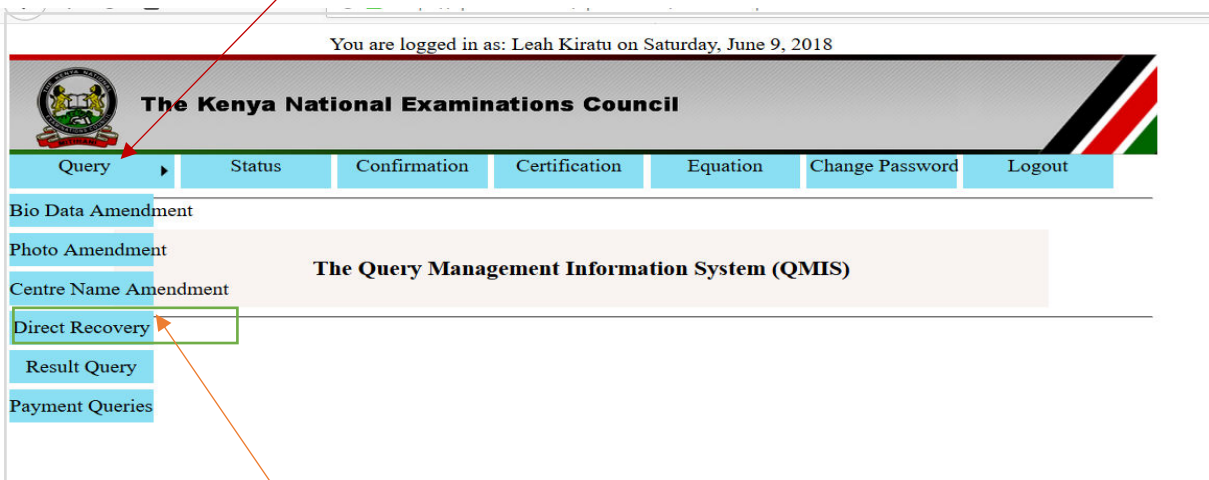 You are logged in as: Leah Kiratu on Saturday, June 9, 2018
The Kenya National Examinations Council
Query Status Confirmation Certification Equation Change Password Logout
Bio Data Amendment
Photo Amendment
The Query Management Information System (QMIS)
Centre Name Amendment
Direct Recovery
Result Query
Payment Queries